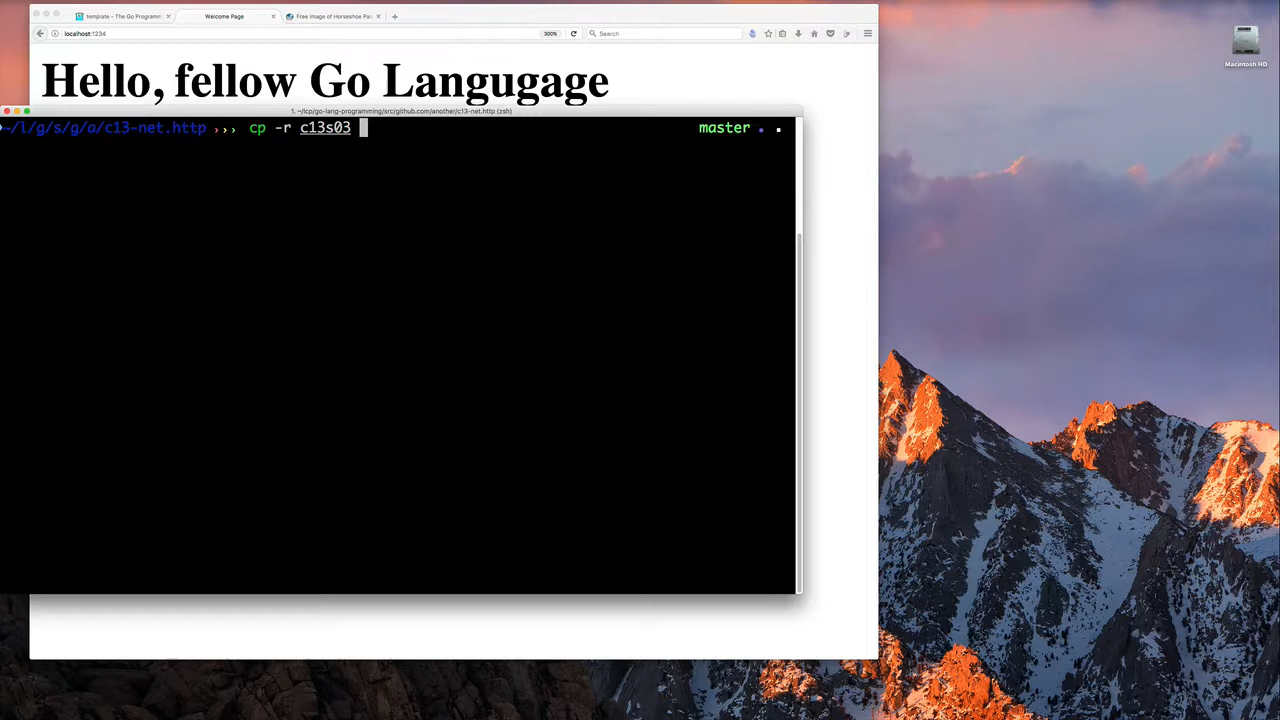 template - The Go Programm
Welcome Page
Free image of Horseshoe Pac
localhost:1234
300%
Search
Macintosh HD
Hello, fellow Go Langugage
1. ~/lcp/go-lang-programming/src/github.com/another/c13-net.http (zsh)
~/l/g/s/g/a/c13-net.http ››› cp -r c13s03
master